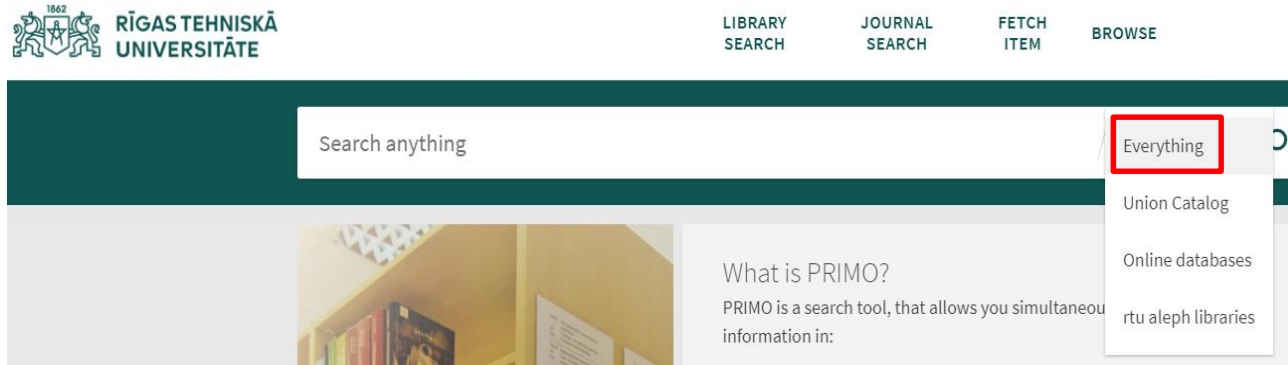 1862
RĪGAS TEHNISKĀ
UNIVERSITĀTE
LIBRARY
SEARCH
JOURNAL
SEARCH
FETCH
ITEM
BROWSE
Search anything
Everything
Union Catalog
Online databases
rtu aleph libraries
What is PRIMO?
PRIMO is a search tool, that allows you simultaneou
information in: